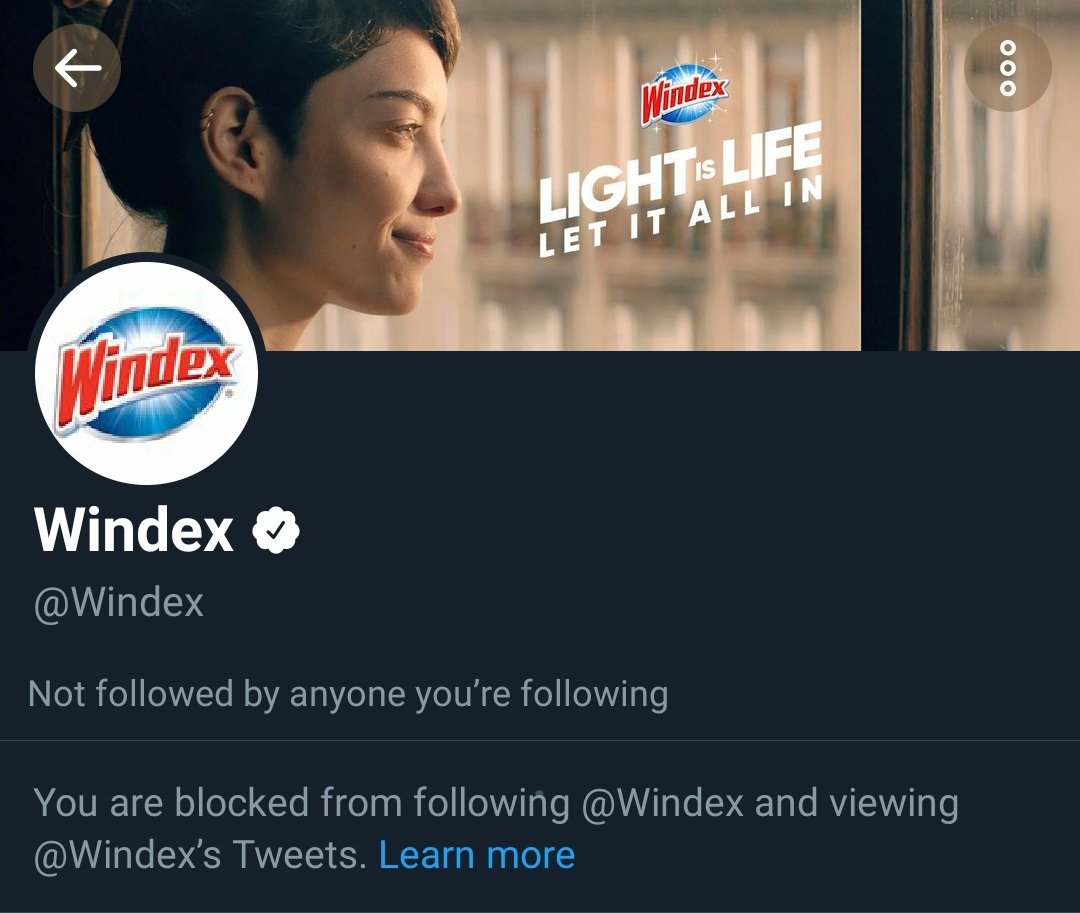 Windex
LIGHT IS LIFE
LET IT ALL IN
Windex
Windex
@Windex
Not followed by anyone you’re following
You are blocked from following @Windex and viewing
@Windex’s Tweets. Learn more